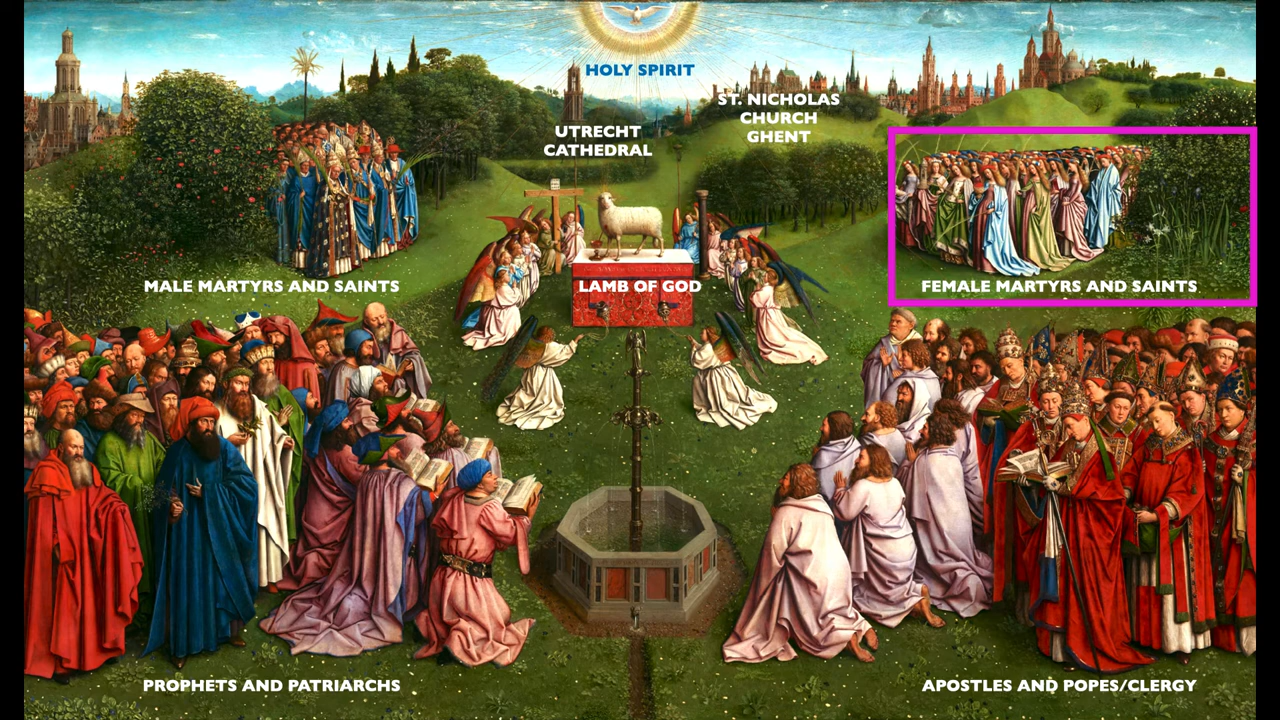 HOLY SPIRIT
ST. NICHOLAS
CHURCH
GHENT
UTRECHT
CATHEDRAL
MALE MARTYRS AND SAINTS
LAMB OF GOD
FEMALE MARTYRS AND SAINTS
PROPHETS AND PATRIARCHS
APOSTLES AND POPES/CLERGY